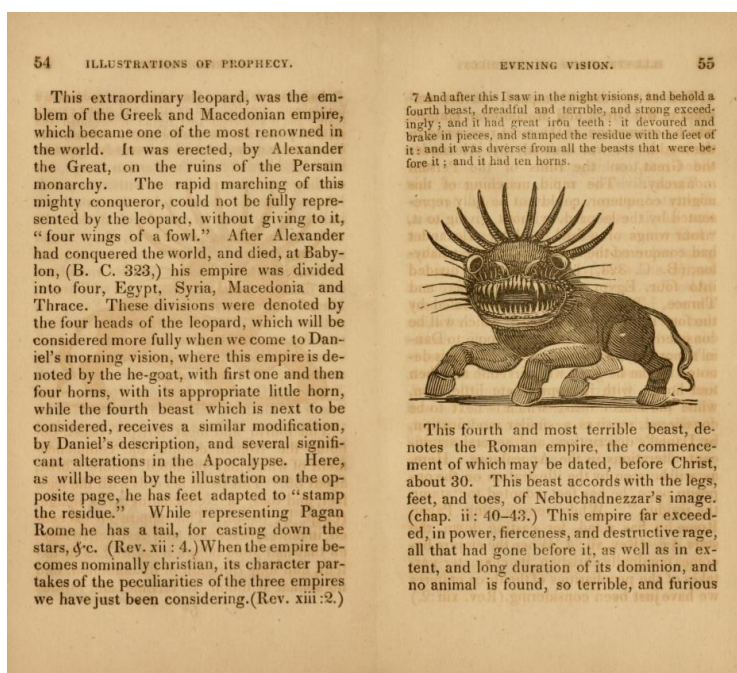 54 ILLUSTRATIONS OF PROPHECY.
This extraordinary leopard, was the em-
blem of the Greek and Macedonian empire,
which became one of the most renowned in
the world. It was erected, by Alexander
the Great, on the ruins of the Persain
monarchy. The rapid marching of this
mighty conqueror, could not be fully repre-
sented by the leopard, without giving to it,
"four wings of a fowl." After Alexander
had conquered the world, and died, at Baby-
lon, (B. C. 323,) his empire was divided
into four, Egypt, Syria, Macedonia and
Thrace. These divisions were denoted by
the four heads of the leopard, which will be
considered more fully when we come to Dan-
iel's morning vision, where this empire is de-
noted by the he-goat, with first one and then
four horns, with its appropriate little horn,
while the fourth beast which is next to be
considered, receives a similar modification,
by Daniel's description, and several signifi-
cant alterations in the Apocalypse. Here,
as will be seen by the illustration on the op-
posite page, he has feet adapted to "stamp
the residue." While representing Pagan
Rome he has a tail, for casting down the
stars, &c. (Rev. xii : 4.) When the empire be-
comes nominally christian, its character par-
takes of the peculiarities of the three empires
we have just been considering. (Rev. xiii :2.)
EVENING VISION. 55
7 And after this I saw in the night visions, and behold a
fourth beast, dreadful and terrible, and strong exceed-
ingly ; and it had great iron teeth : it devoured and
brake in pieces, and stamped the residue with the feet of
it : and it was diverse from all the beasts that were be-
fore it ; and it had ten horns.
This fourth and most terrible beast, de-
notes the Roman empire, the commence-
ment of which may be dated, before Christ,
about 30. This beast accords with the legs,
feet, and toes, of Nebuchadnezzar's image.
(chap. ii : 40–43.) This empire far exceed-
ed, in power, fierceness, and destructive rage,
all that had gone before it, as well as in ex-
tent, and long duration of its dominion, and
no animal is found, so terrible, and furious